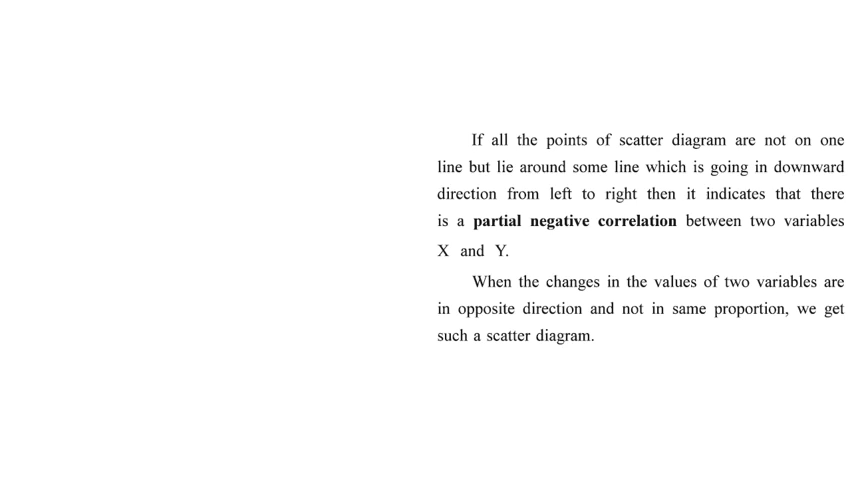 If all the points of scatter diagram are not on one
line but lie around some line which is going in downward
direction from left to right then it indicates that there
is a partial negative correlation between two variables
X and Y.
When the changes in the values of two variables are
in opposite direction and not in same proportion, we get
such a scatter diagram.